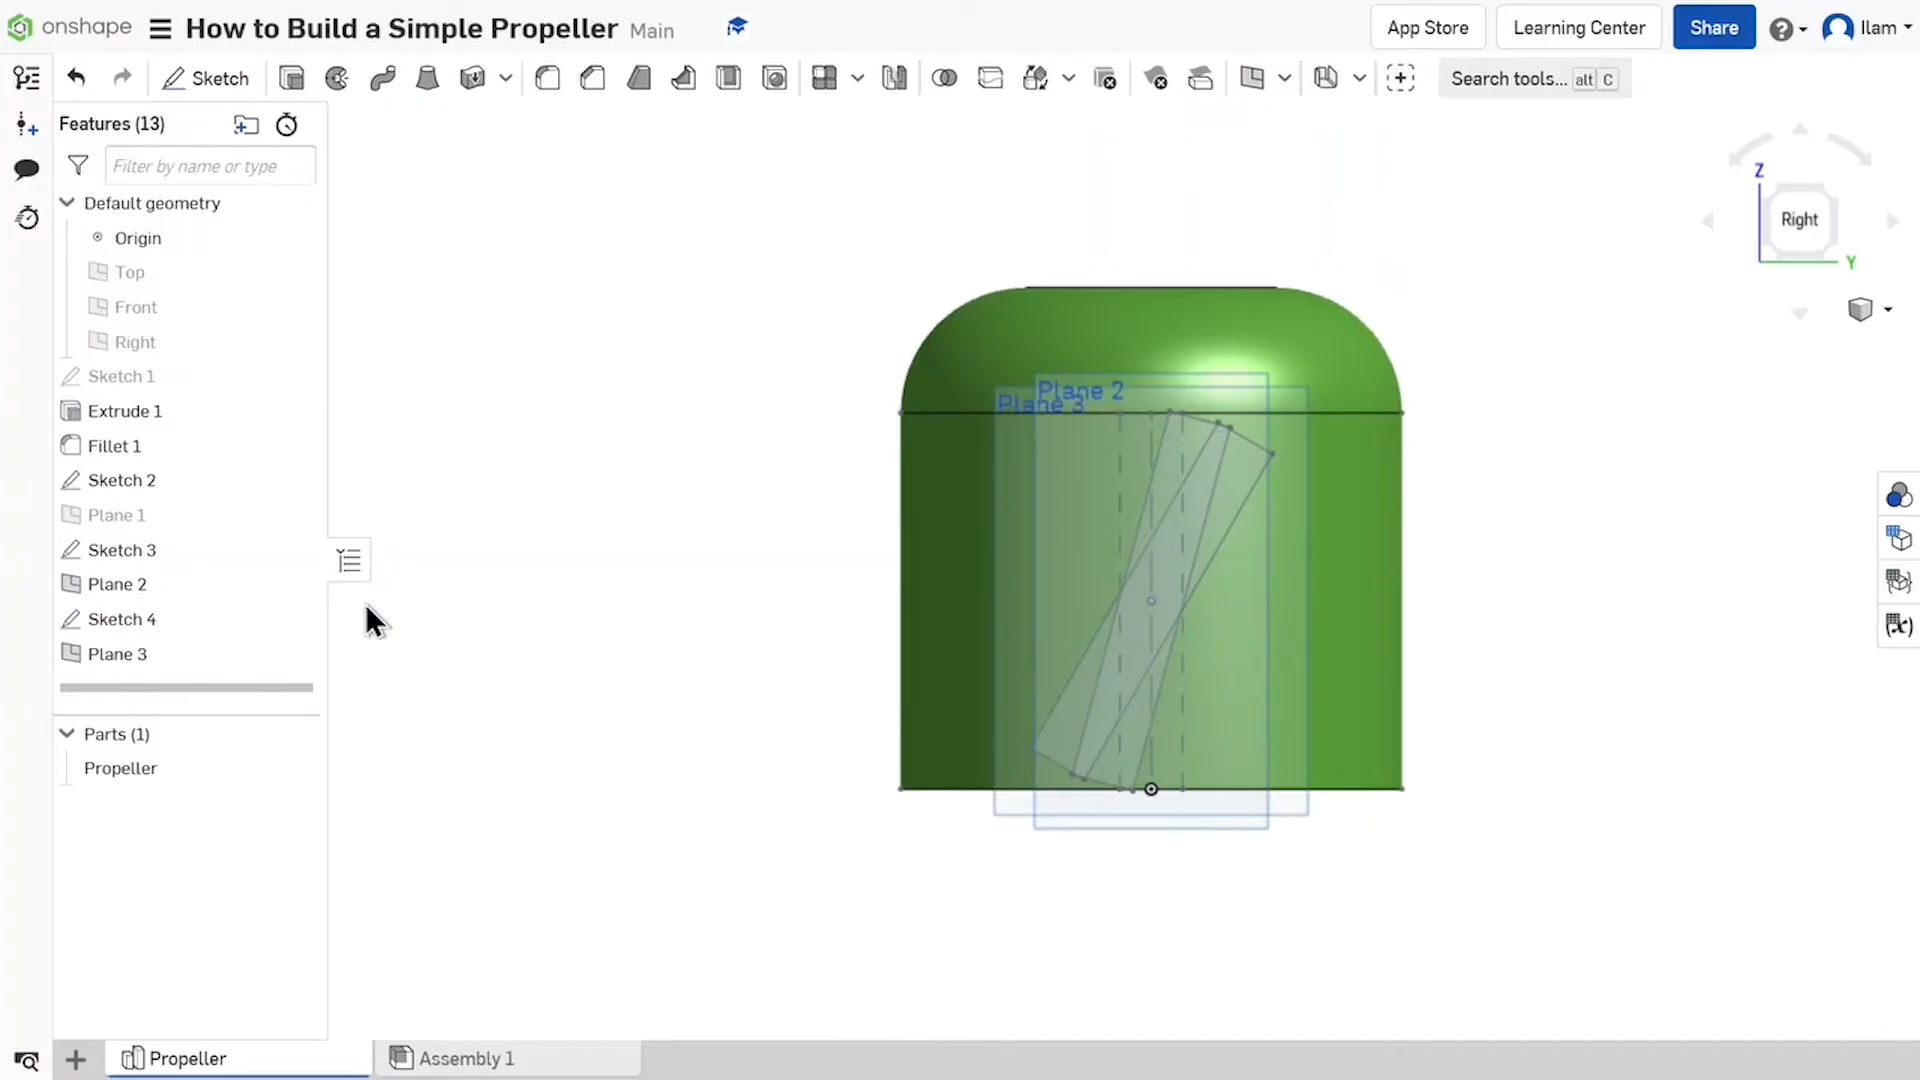 onshape How to Build a Simple Propeller Main App Store Learning Center Share Ilam
Sketch Search tools... alt C
Features (13)
Filter by name or type
Default geometry
Origin
Top
Front
Right
Sketch 1
Extrude 1
Fillet 1
Sketch 2
Plane 1
Sketch 3
Plane 2
Sketch 4
Plane 3
Parts (1)
Propeller
Plane 2
Plane 3
Z
Right
Y
Propeller Assembly 1